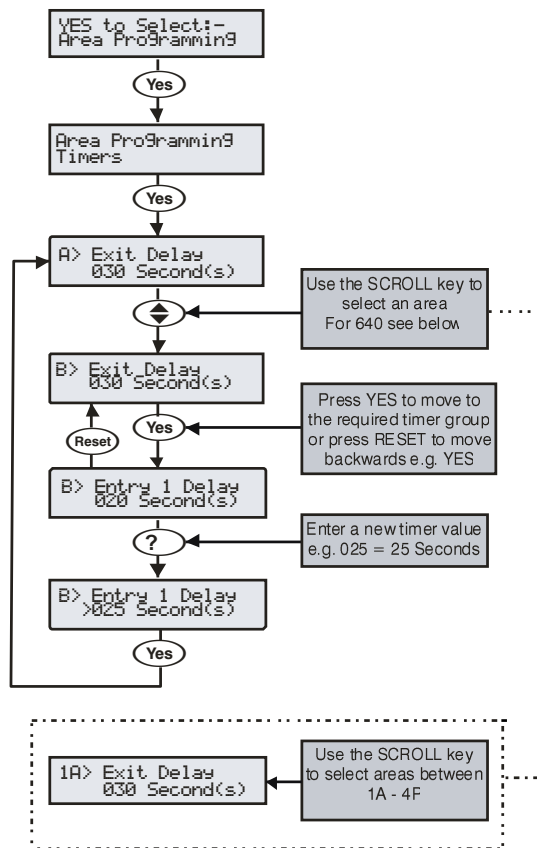 YES to Select:-
Area Programming
Yes
Area Programming
Timers
Yes
A> Exit Delay
030 Second(s)
Use the SCROLL key to
select an area
For 640 see below
B> Exit Delay
030 Second(s)
Reset
Yes
Press YES to move to
the required timer group
or press RESET to move
backwards e.g. YES
B> Entry 1 Delay
020 Second(s)
?
Enter a new timer value
e.g. 025 = 25 Seconds
B> Entry 1 Delay
>025 Second(s)
Yes
1A> Exit Delay
030 Second(s)
Use the SCROLL key
to select areas between
1A - 4F